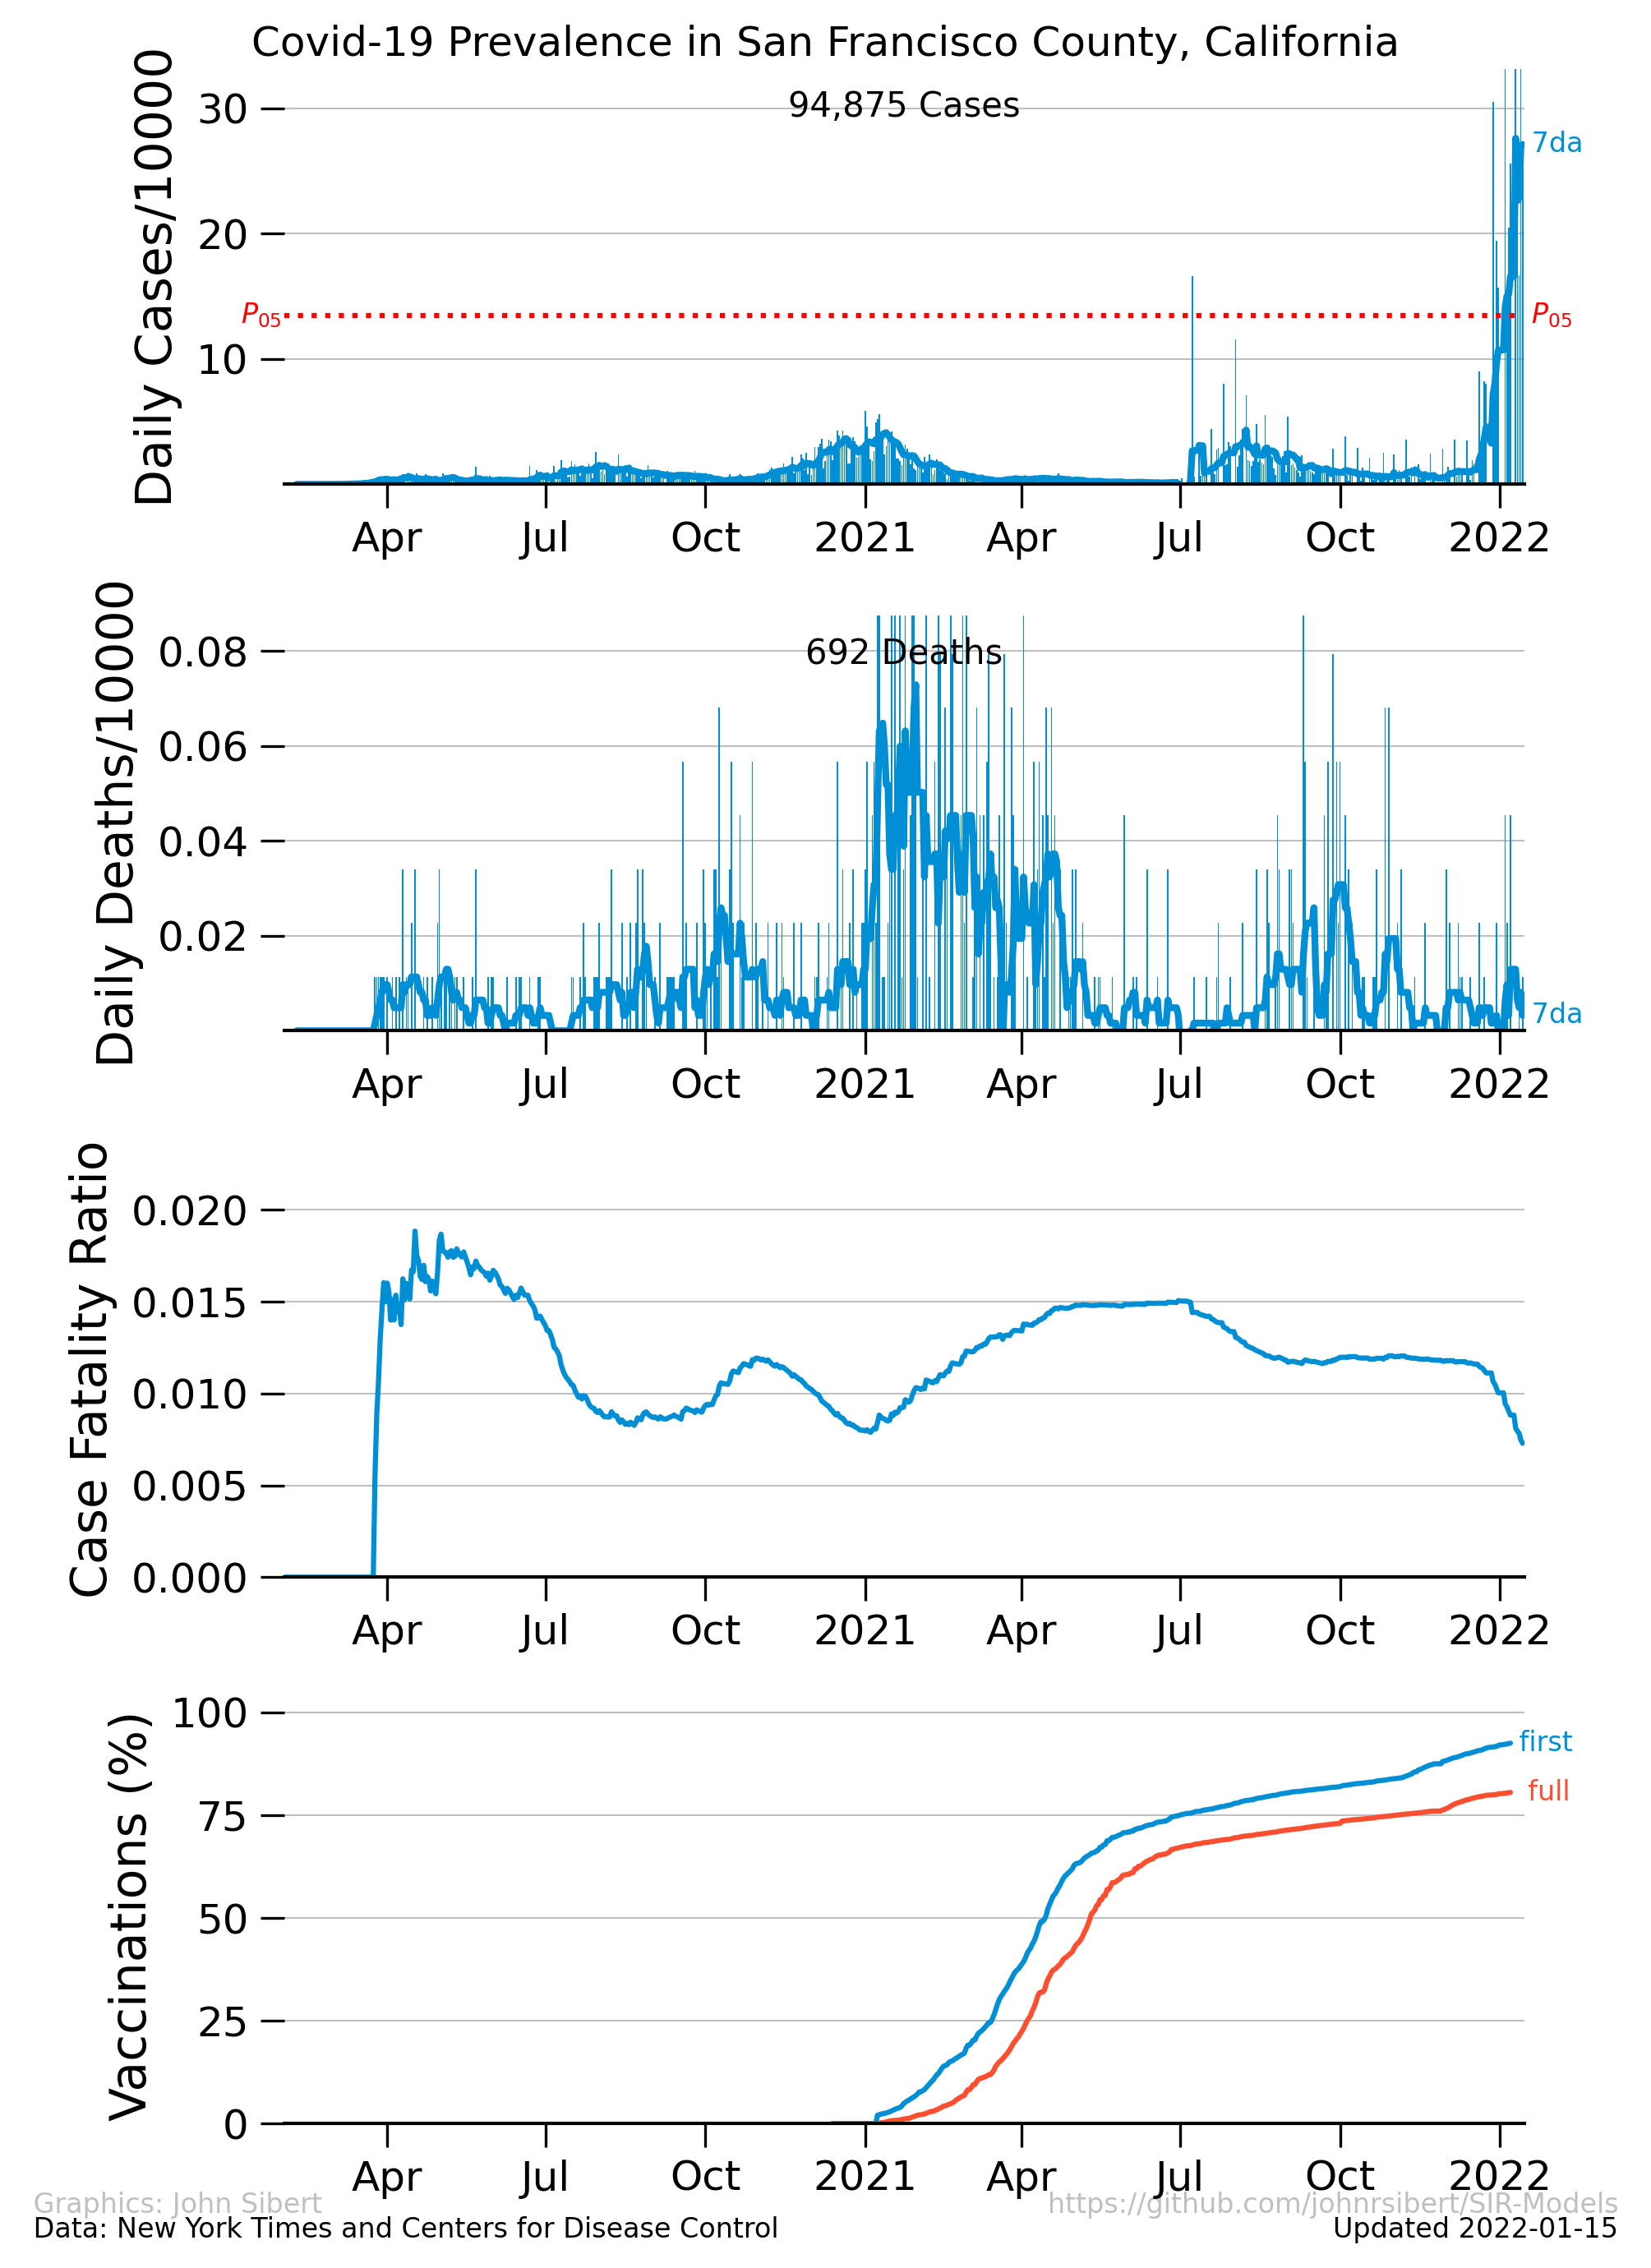 Covid-19 Prevalence in San Francisco County, California
Daily Cases/10000
94,875 Cases
30
20
10
7da
P05
P05
Apr Jul Oct 2021 Apr Jul Oct 2022
Daily Deaths/10000
692 Deaths
0.08
0.06
0.04
0.02
7da
Apr Jul Oct 2021 Apr Jul Oct 2022
Case Fatality Ratio
0.020
0.015
0.010
0.005
0.000
Apr Jul Oct 2021 Apr Jul Oct 2022
Vaccinations (%)
100
75
50
25
0
first
full
Apr Jul Oct 2021 Apr Jul Oct 2022
Graphics: John Sibert https://github.com/johnrsibert/SIR-Models
Data: New York Times and Centers for Disease Control Updated 2022-01-15